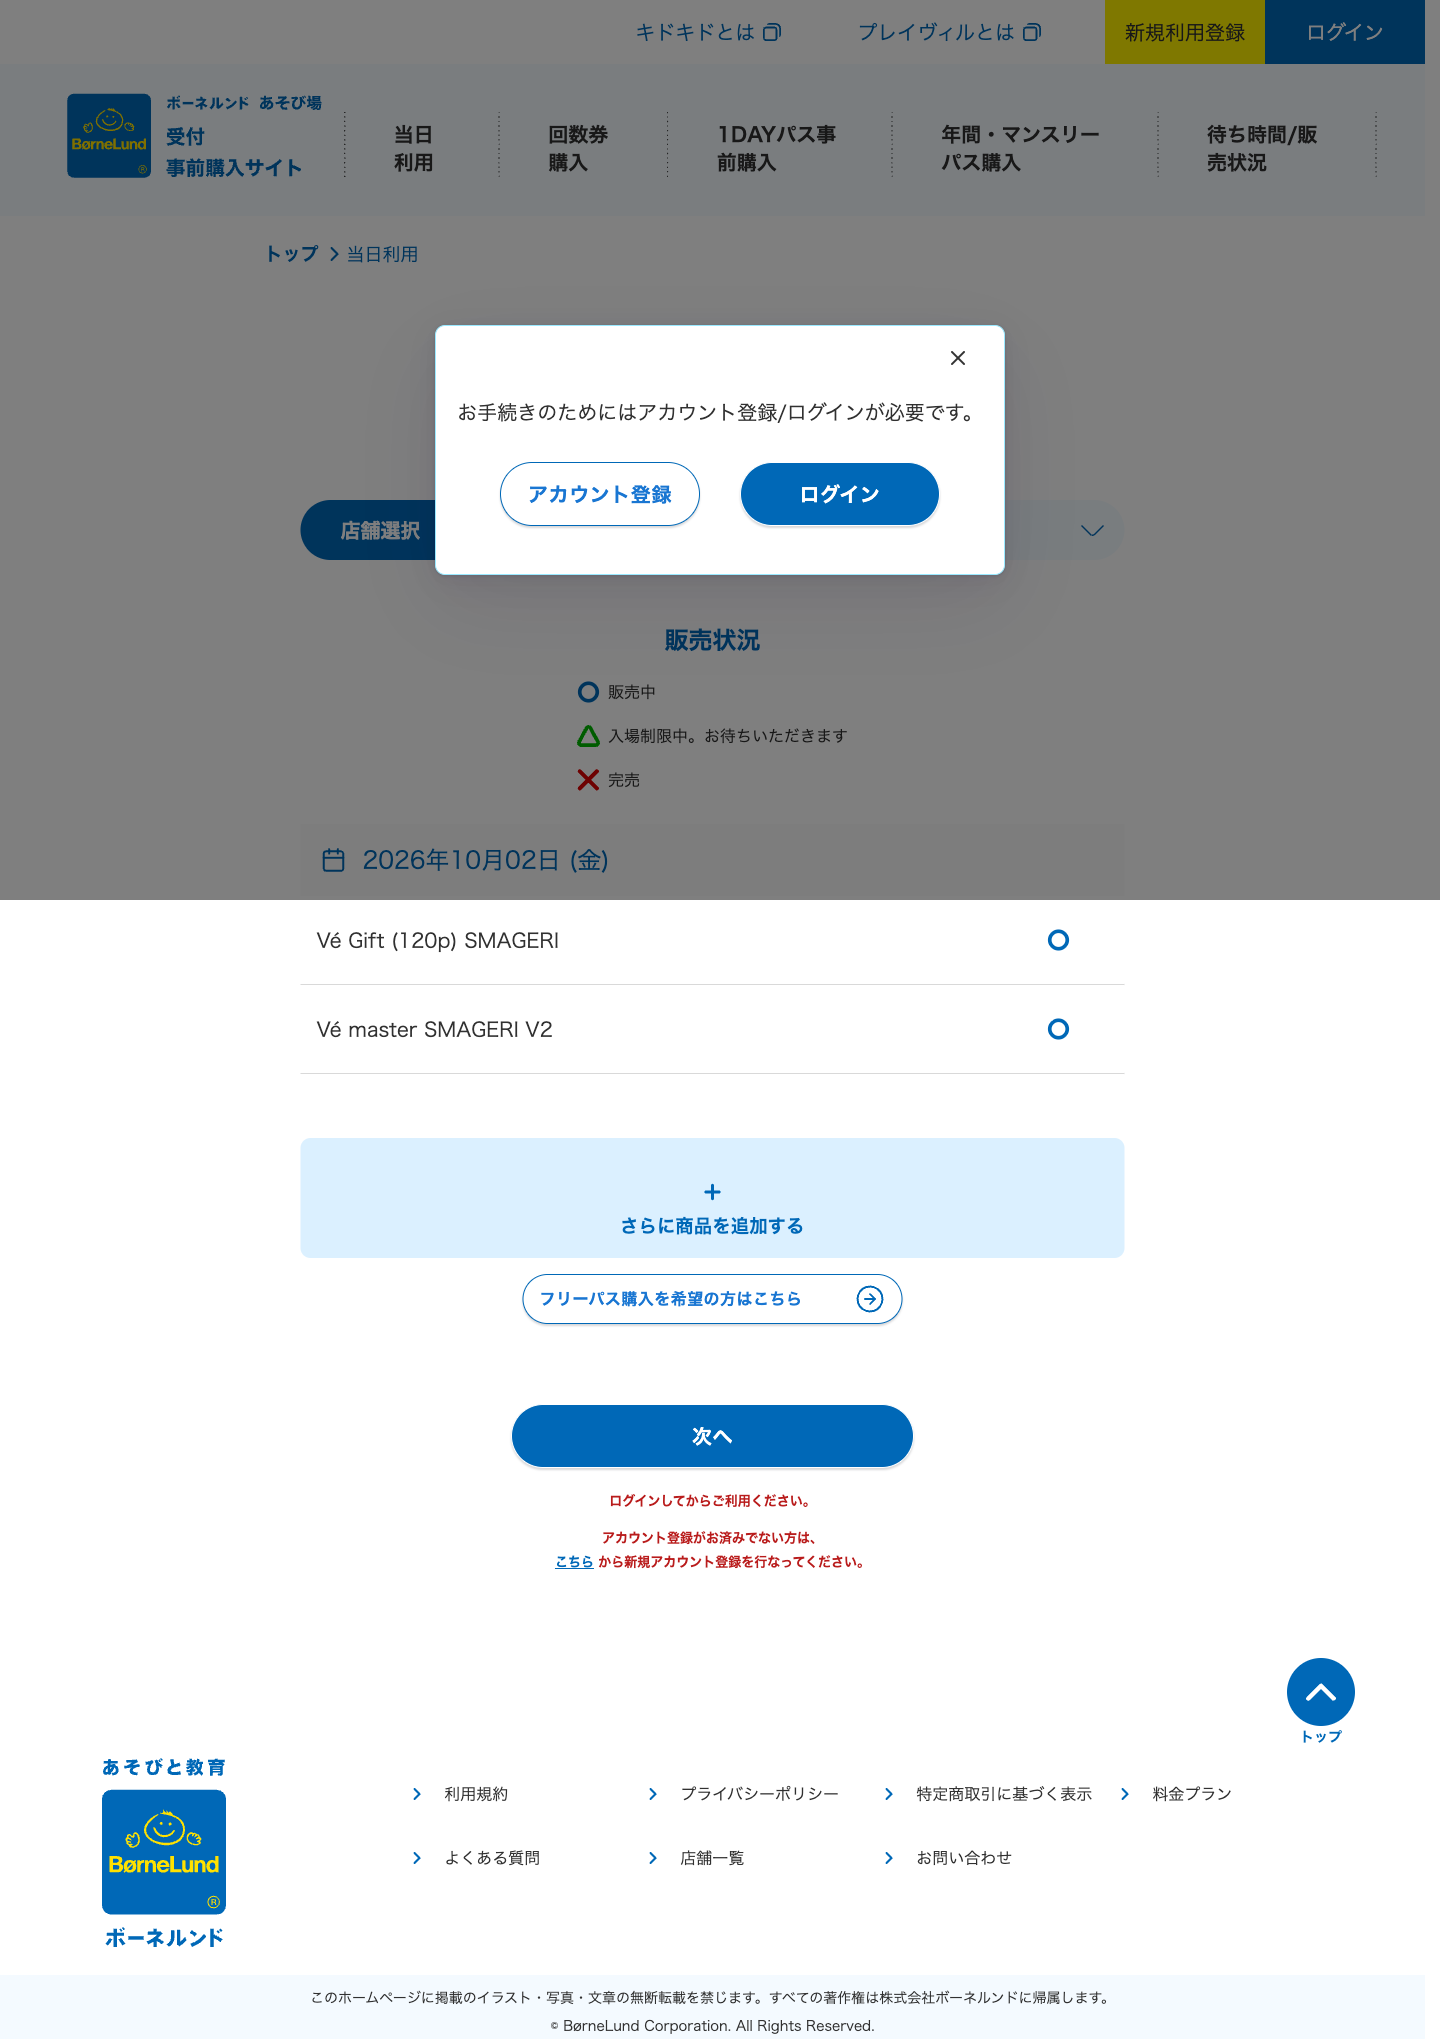 キドキドとは
プレイヴィルとは
新規利用登録
ログイン
BørneLund
®
ボーネルンド あそび場
受付
事前購入サイト
当日
利用
回数券
購入
1DAYパス事
前購入
年間・マンスリー
パス購入
待ち時間/販
売状況
トップ
当日利用
お手続きのためにはアカウント登録/ログインが必要です。
アカウント登録
ログイン
店舗選択
販売状況
販売中
入場制限中。お待ちいただきます
完売
2026年10月02日 (金)
Vé Gift (120p) SMAGERI
Vé master SMAGERI V2
さらに商品を追加する
フリーパス購入を希望の方はこちら
次へ
ログインしてからご利用ください。
アカウント登録がお済みでない方は、
こちら から新規アカウント登録を行なってください。
トップ
あそびと教育
BørneLund
®
ボーネルンド
利用規約
プライバシーポリシー
特定商取引に基づく表示
料金プラン
よくある質問
店舗一覧
お問い合わせ
このホームページに掲載のイラスト・写真・文章の無断転載を禁じます。すべての著作権は株式会社ボーネルンドに帰属します。
© BørneLund Corporation. All Rights Reserved.